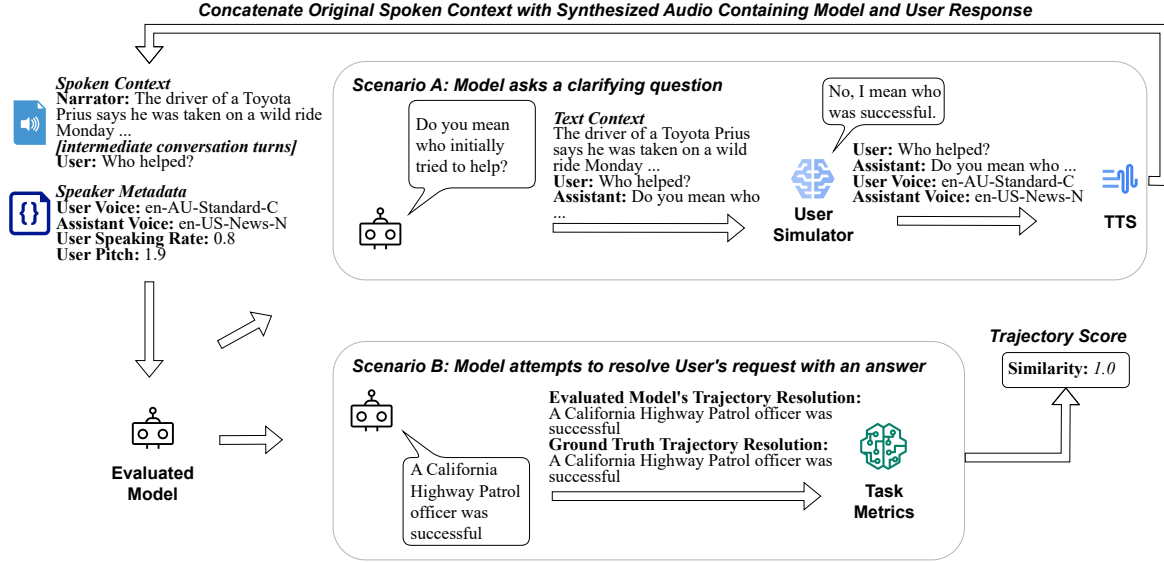 Concatenate Original Spoken Context with Synthesized Audio Containing Model and User Response
Spoken Context
Narrator: The driver of a Toyota
Prius says he was taken on a wild ride
Monday ...
[intermediate conversation turns]
User: Who helped?
Speaker Metadata
User Voice: en-AU-Standard-C
Assistant Voice: en-US-News-N
User Speaking Rate: 0.8
User Pitch: 1.9
Evaluated
Model
Scenario A: Model asks a clarifying question
Do you mean
who initially
tried to help?
Text Context
The driver of a Toyota Prius
says he was taken on a wild
ride Monday ...
User: Who helped?
Assistant: Do you mean who
...
No, I mean who
was successful.
User
Simulator
User: Who helped?
Assistant: Do you mean who ...
User Voice: en-AU-Standard-C
Assistant Voice: en-US-News-N
TTS
Scenario B: Model attempts to resolve User's request with an answer
A California
Highway Patrol
officer was
successful
Evaluated Model's Trajectory Resolution:
A California Highway Patrol officer was
successful
Ground Truth Trajectory Resolution:
A California Highway Patrol officer was
successful
Task
Metrics
Trajectory Score
Similarity: 1.0